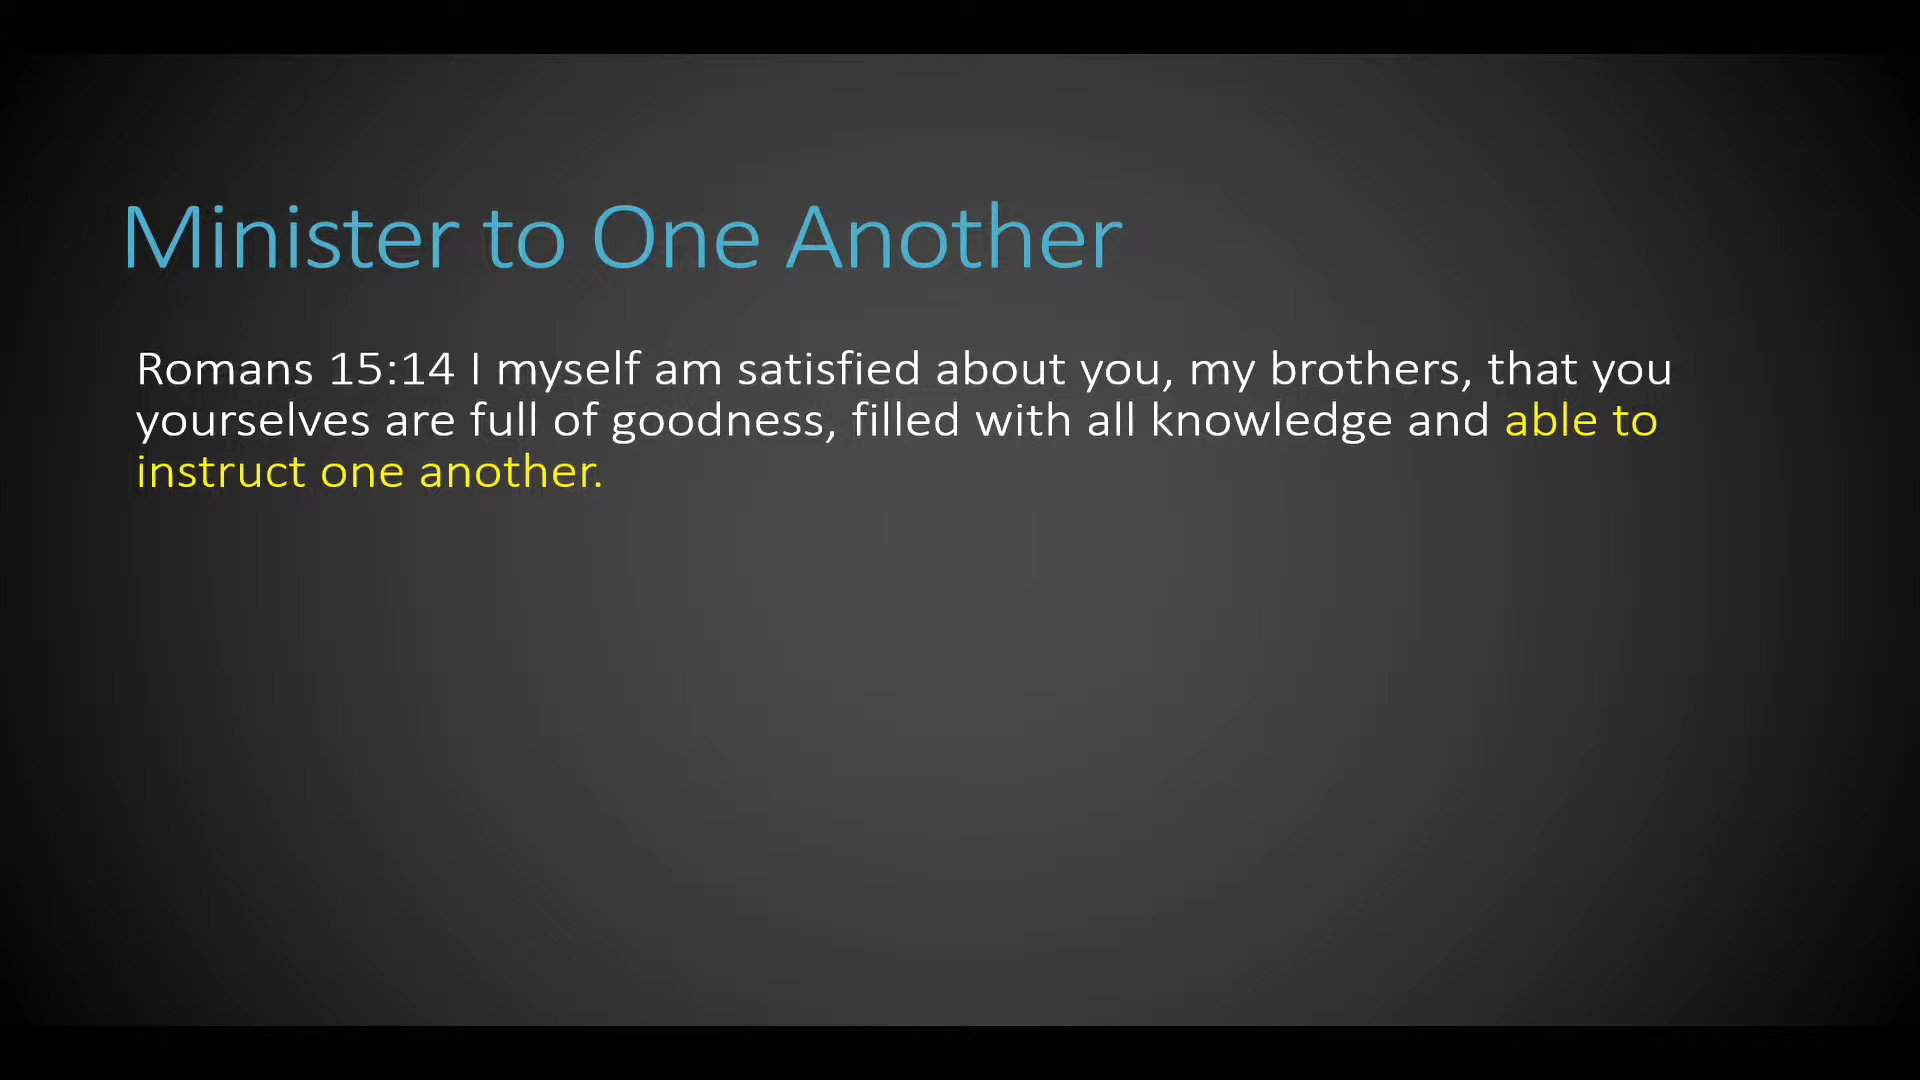 Minister to One Another
Romans 15:14 I myself am satisfied about you, my brothers, that you
yourselves are full of goodness, filled with all knowledge and able to
instruct one another.